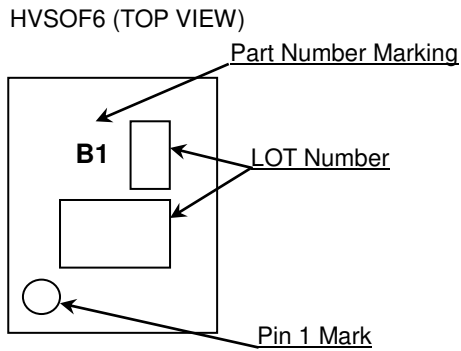 HVSOF6 (TOP VIEW)
Part Number Marking
B1
LOT Number
Pin 1 Mark